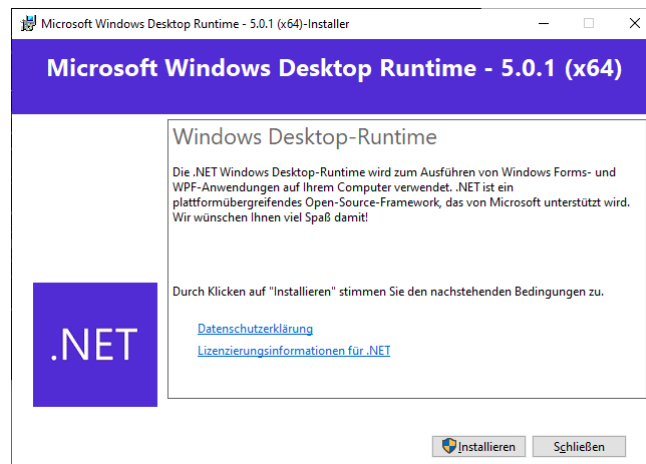 Microsoft Windows Desktop Runtime - 5.0.1 (x64)-Installer
Microsoft Windows Desktop Runtime - 5.0.1 (x64)
Windows Desktop-Runtime
Die .NET Windows Desktop-Runtime wird zum Ausführen von Windows Forms- und
WPF-Anwendungen auf Ihrem Computer verwendet. .NET ist ein
plattformübergreifendes Open-Source-Framework, das von Microsoft unterstützt wird.
Wir wünschen Ihnen viel Spaß damit!
Durch Klicken auf "Installieren" stimmen Sie den nachstehenden Bedingungen zu.
Datenschutzerklärung
Lizenzierungsinformationen für .NET
.NET
Installieren
Schließen